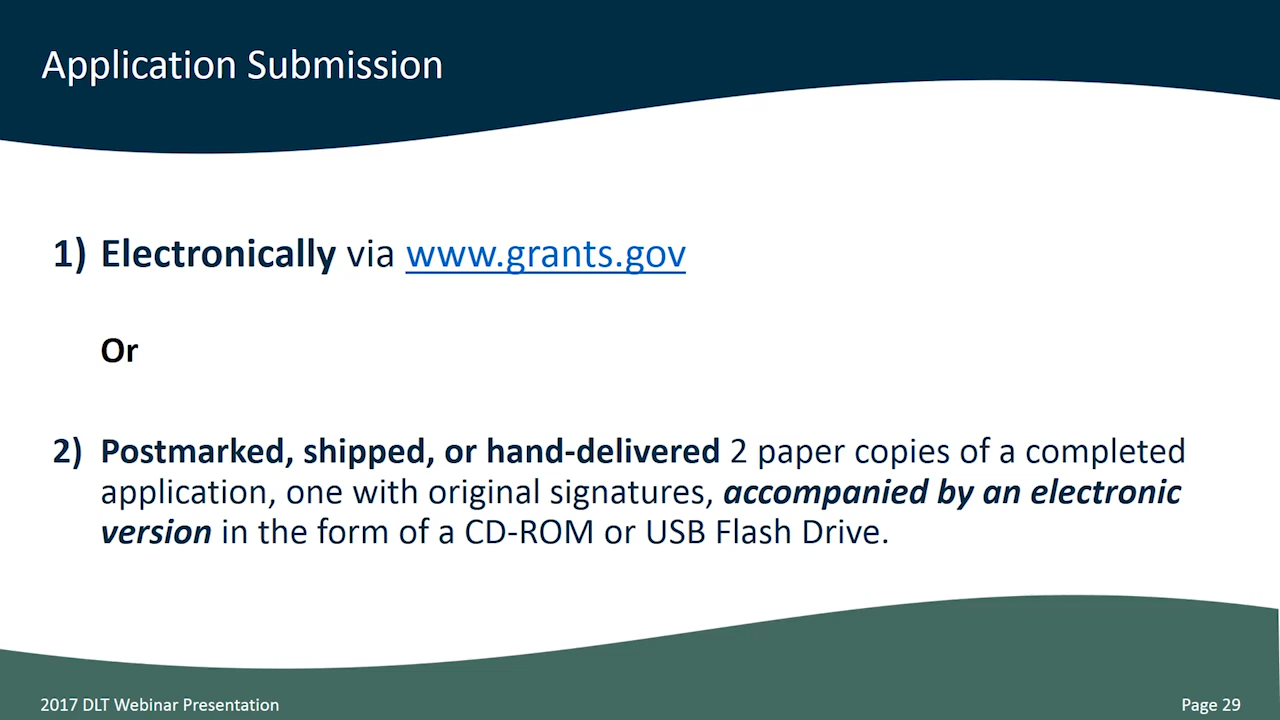 Application Submission
1) Electronically via www.grants.gov
Or
2) Postmarked, shipped, or hand-delivered 2 paper copies of a completed
application, one with original signatures, accompanied by an electronic
version in the form of a CD-ROM or USB Flash Drive.
2017 DLT Webinar Presentation
Page 29